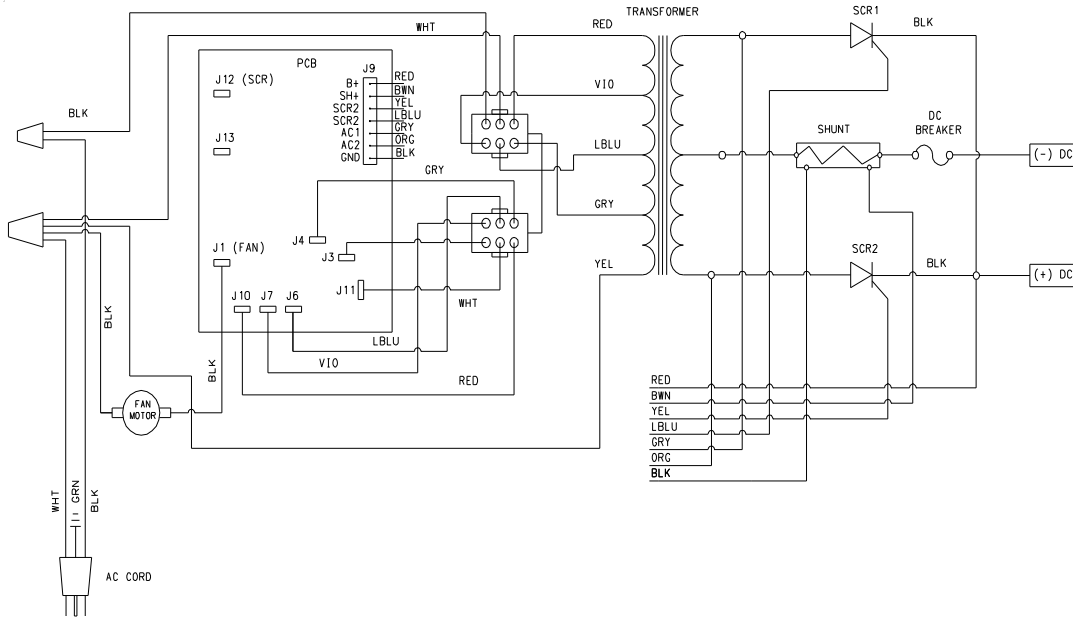 TRANSFORMER
SCR1
BLK
RED
WHT
PCB
J9
J12 (SCR)
B+ RED
SH+ BWN
SCR2 YEL
SCR2 LBLU
AC1 GRY
AC2 ORG
GND BLK
VIO
BLK
J13
SHUNT
DC
BREAKER
LBLU
(-) DC
GRY
GRY
J4
J1 (FAN)
J3
SCR2
BLK
YEL
(+) DC
J11
J10 J7 J6
WHT
BLK
LBLU
VIO
BLK
RED
RED
BWN
YEL
LBLU
GRY
ORG
BLK
FAN
MOTOR
WHT
GRN
BLK
AC CORD